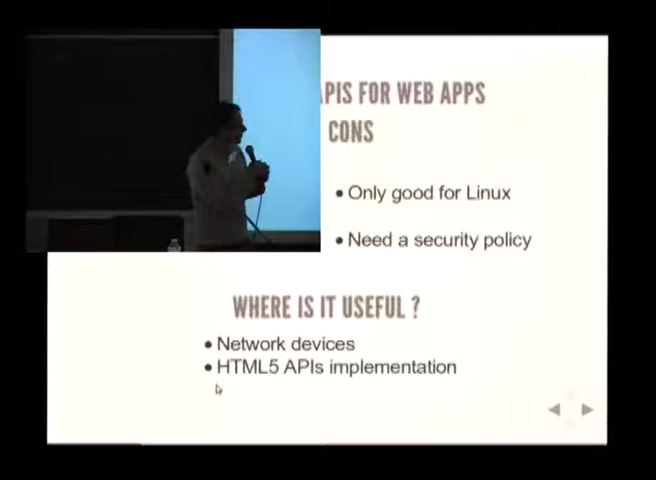 APIS FOR WEB APPS
CONS
• Only good for Linux
• Need a security policy
WHERE IS IT USEFUL ?
• Network devices
• HTML5 APIs implementation